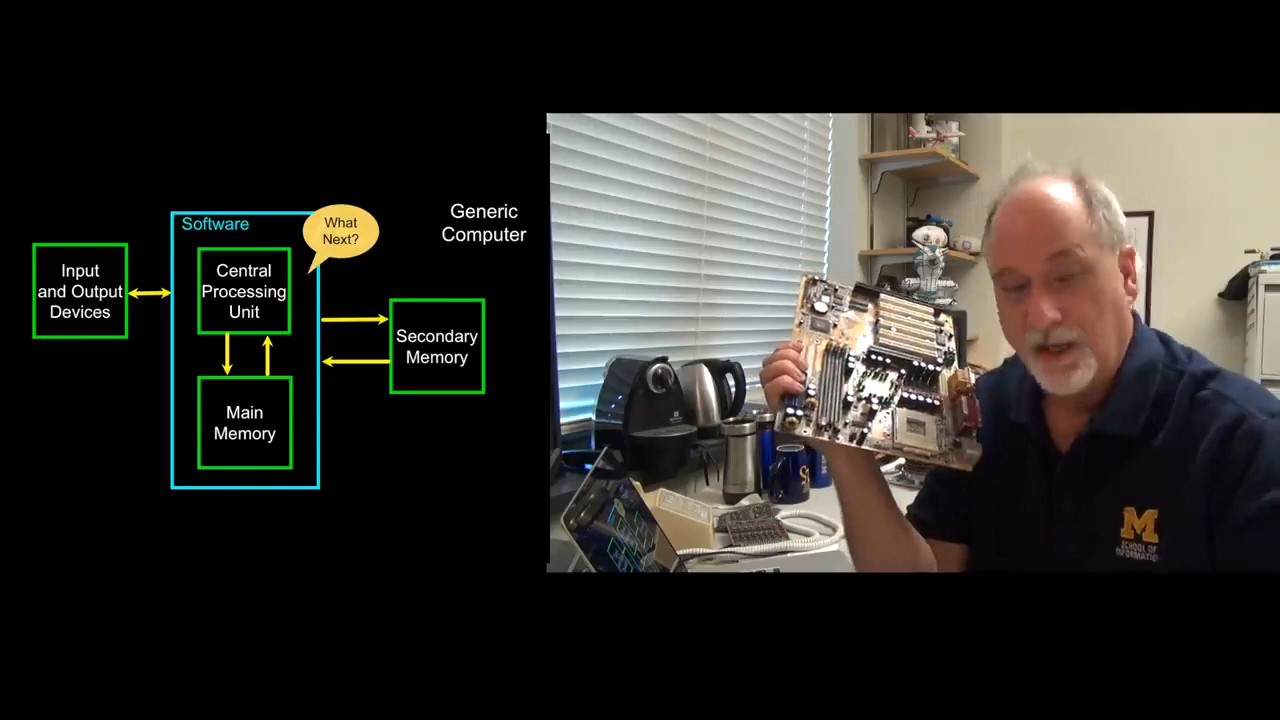 Generic
Computer
Software
What
Next?
Input
and Output
Devices
Central
Processing
Unit
Secondary
Memory
Main
Memory
M
SCHOOL OF
INFORMATION